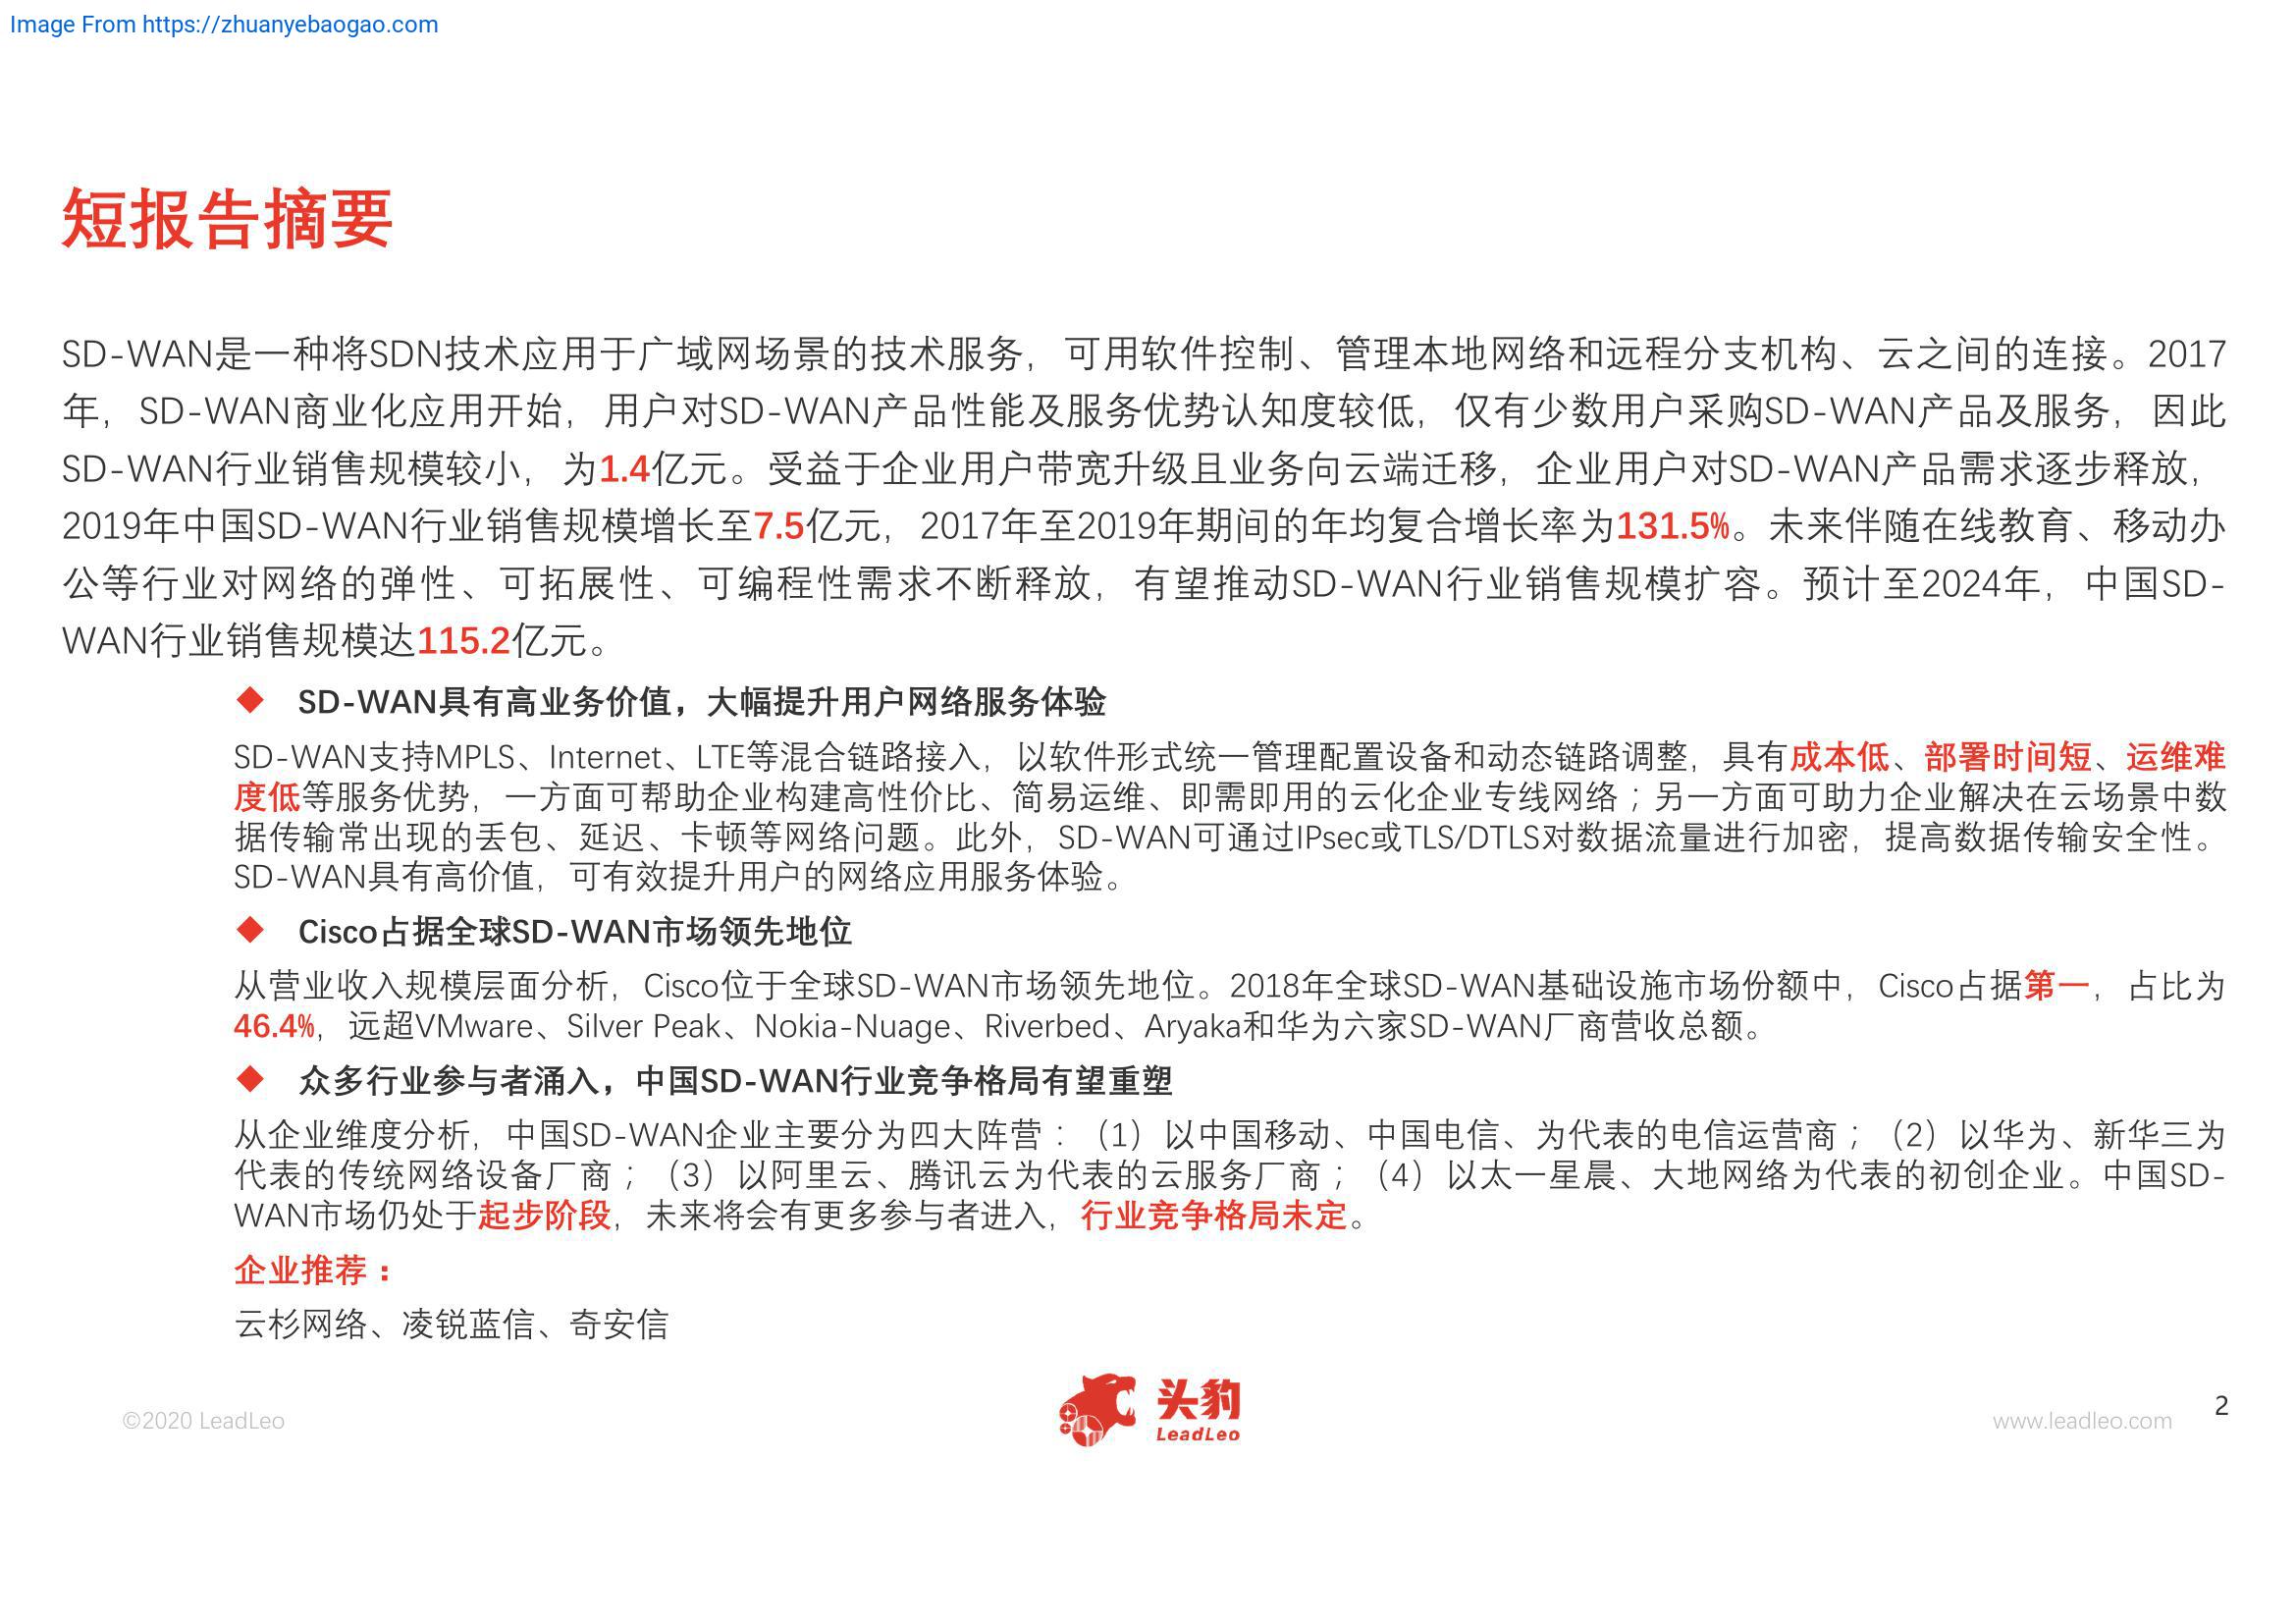 Image From https://zhuanyebaogao.com
短报告摘要
SD-WAN是一种将SDN技术应用于广域网场景的技术服务，可用软件控制、管理本地网络和远程分支机构、云之间的连接。2017
年，SD-WAN商业化应用开始，用户对SD-WAN产品性能及服务优势认知度较低，仅有少数用户采购SD-WAN产品及服务，因此
SD-WAN行业销售规模较小，为1.4亿元。受益于企业用户带宽升级且业务向云端迁移，企业用户对SD-WAN产品需求逐步释放，
2019年中国SD-WAN行业销售规模增长至7.5亿元，2017年至2019年期间的年均复合增长率为131.5%。未来伴随在线教育、移动办
公等行业对网络的弹性、可拓展性、可编程性需求不断释放，有望推动SD-WAN行业销售规模扩容。预计至2024年，中国SD-
WAN行业销售规模达115.2亿元。
◆ SD-WAN具有高业务价值，大幅提升用户网络服务体验
SD-WAN支持MPLS、Internet、LTE等混合链路接入，以软件形式统一管理配置设备和动态链路调整，具有成本低、部署时间短、运维难
度低等服务优势，一方面可帮助企业构建高性价比、简易运维、即需即用的云化企业专线网络；另一方面可助力企业解决在云场景中数
据传输常出现的丢包、延迟、卡顿等网络问题。此外，SD-WAN可通过IPsec或TLS/DTLS对数据流量进行加密，提高数据传输安全性。
SD-WAN具有高价值，可有效提升用户的网络应用服务体验。
◆ Cisco占据全球SD-WAN市场领先地位
从营业收入规模层面分析，Cisco位于全球SD-WAN市场领先地位。2018年全球SD-WAN基础设施市场份额中，Cisco占据第一，占比为
46.4%，远超VMware、Silver Peak、Nokia-Nuage、Riverbed、Aryaka和华为六家SD-WAN厂商营收总额。
◆ 众多行业参与者涌入，中国SD-WAN行业竞争格局有望重塑
从企业维度分析，中国SD-WAN企业主要分为四大阵营：（1）以中国移动、中国电信、为代表的电信运营商；（2）以华为、新华三为
代表的传统网络设备厂商；（3）以阿里云、腾讯云为代表的云服务厂商；（4）以太一星晨、大地网络为代表的初创企业。中国SD-
WAN市场仍处于起步阶段，未来将会有更多参与者进入，行业竞争格局未定。
企业推荐：
云杉网络、凌锐蓝信、奇安信
©2020 LeadLeo
头豹
LeadLeo
www.leadleo.com
2